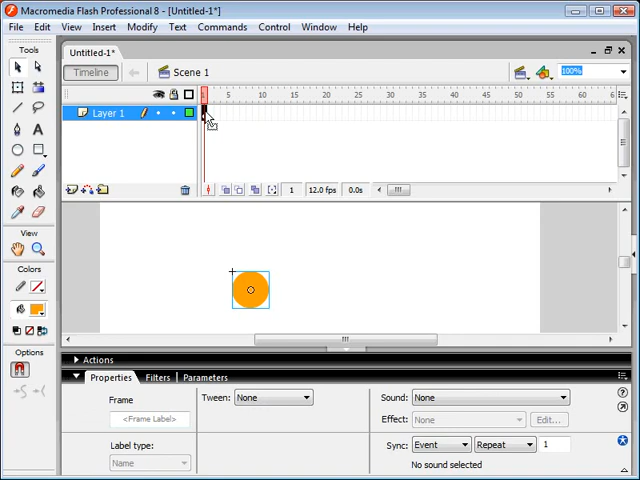 Macromedia Flash Professional 8 - [Untitled-1*]
File Edit View Insert Modify Text Commands Control Window Help
Tools
Untitled-1*
Timeline
Scene 1
100%
1 5 10 15 20 25 30 35 40 45 50 55 60 6
Layer 1
1 12.0 fps 0.0s
View
Colors
Options
Actions
Properties Filters Parameters
Frame
<Frame Label>
Label type:
Name
Tween: None
Sound: None
Effect: None Edit...
Sync: Event Repeat 1
No sound selected